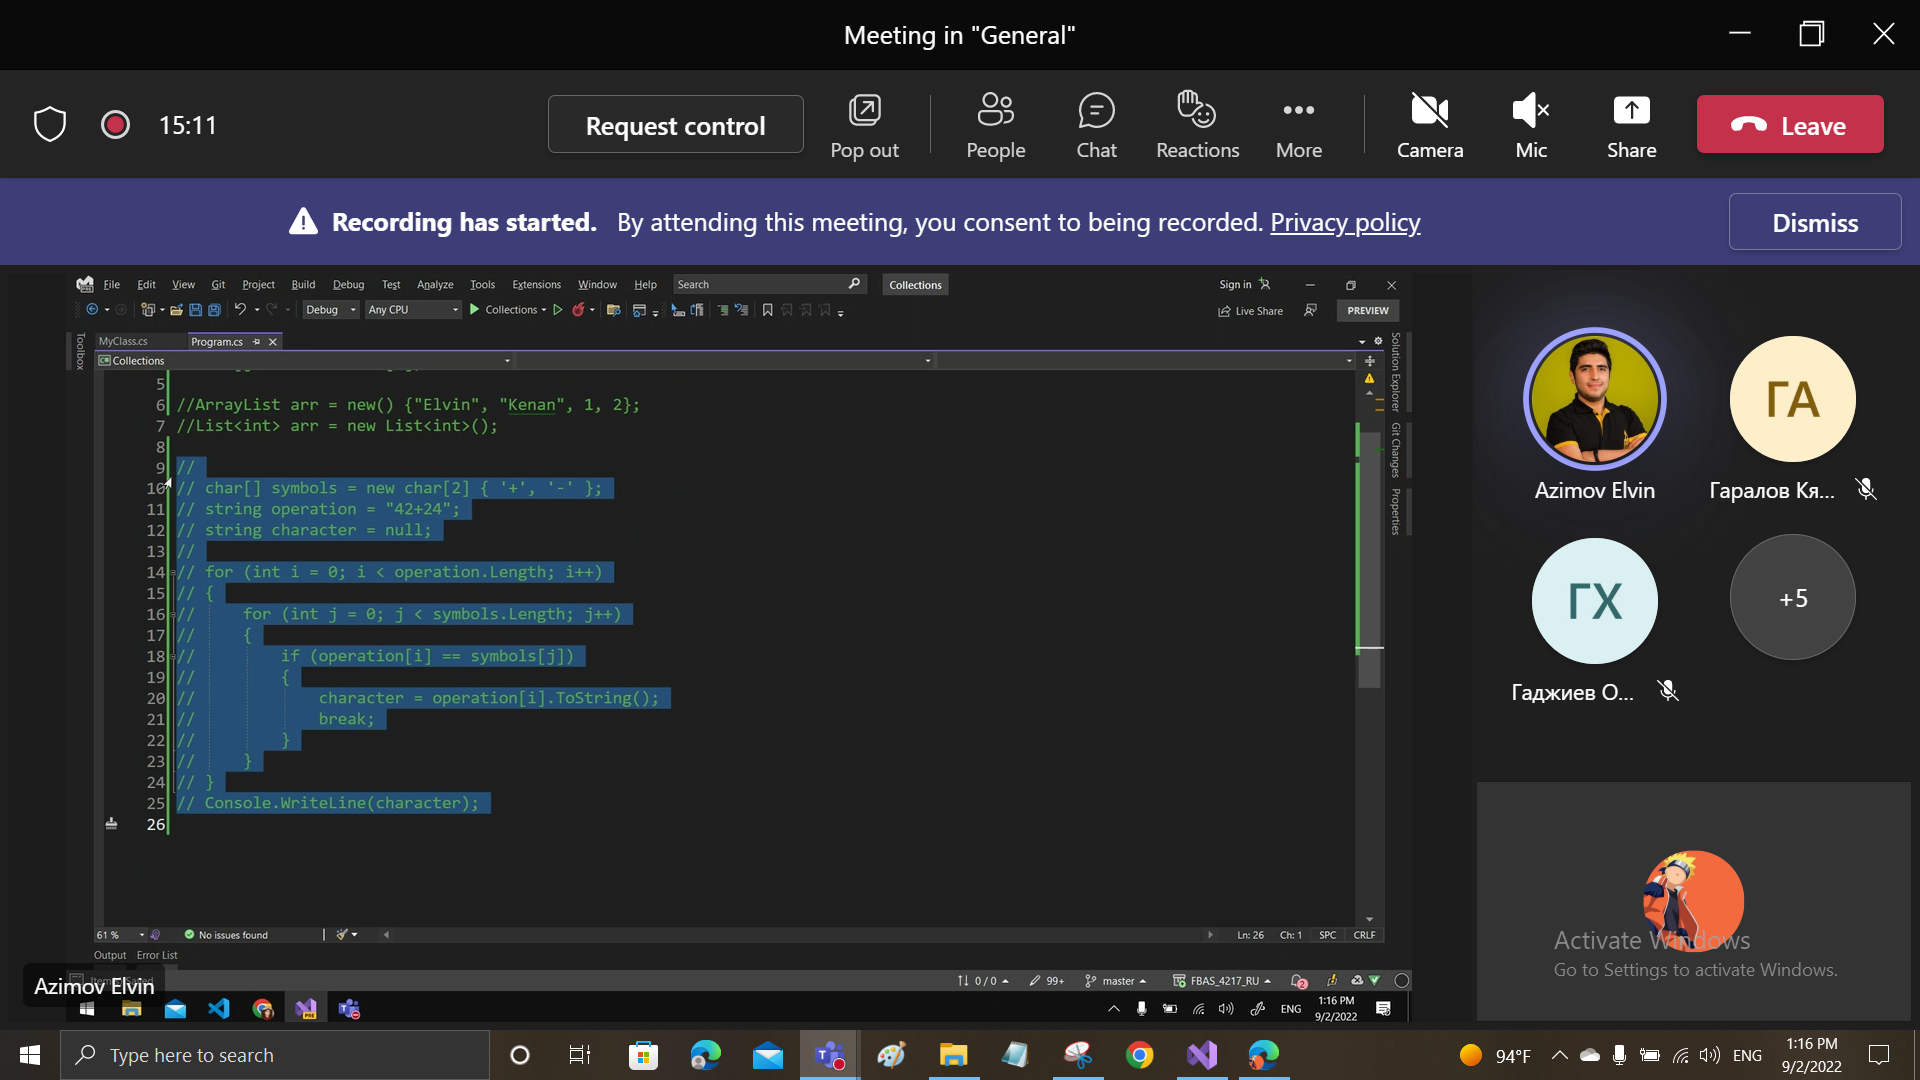 Meeting in "General"
15:11
Request control
Pop out
People
Chat
Reactions
More
Camera
Mic
Share
Leave
Recording has started. By attending this meeting, you consent to being recorded. Privacy policy
Dismiss
File Edit View Git Project Build Debug Test Analyze Tools Extensions Window Help Search Collections Sign in
Debug Any CPU Collections Live Share PREVIEW
Toolbox
MyClass.cs Program.cs
Collections
5
6 //ArrayList arr = new() {"Elvin", "Kenan", 1, 2};
7 //List<int> arr = new List<int>();
8
9 //
10 // char[] symbols = new char[2] { '+', '-' };
11 // string operation = "42+24";
12 // string character = null;
13 //
14 // for (int i = 0; i < operation.Length; i++)
15 // {
16 // for (int j = 0; j < symbols.Length; j++)
17 // {
18 // if (operation[i] == symbols[j])
19 // {
20 // character = operation[i].ToString();
21 // break;
22 // }
23 // }
24 // }
25 // Console.WriteLine(character);
26
Solution Explorer
Git Changes
Properties
61 % No issues found Ln: 26 Ch: 1 SPC CRLF
Output Error List
0 / 0 99+ master FBAS_4217_RU 2
Azimov Elvin
ENG 1:16 PM
9/2/2022
Azimov Elvin
ГА
Гаралов Кя...
ГХ
Гаджиев О...
+5
Activate Windows
Go to Settings to activate Windows.
Type here to search
94°F ENG 1:16 PM
9/2/2022